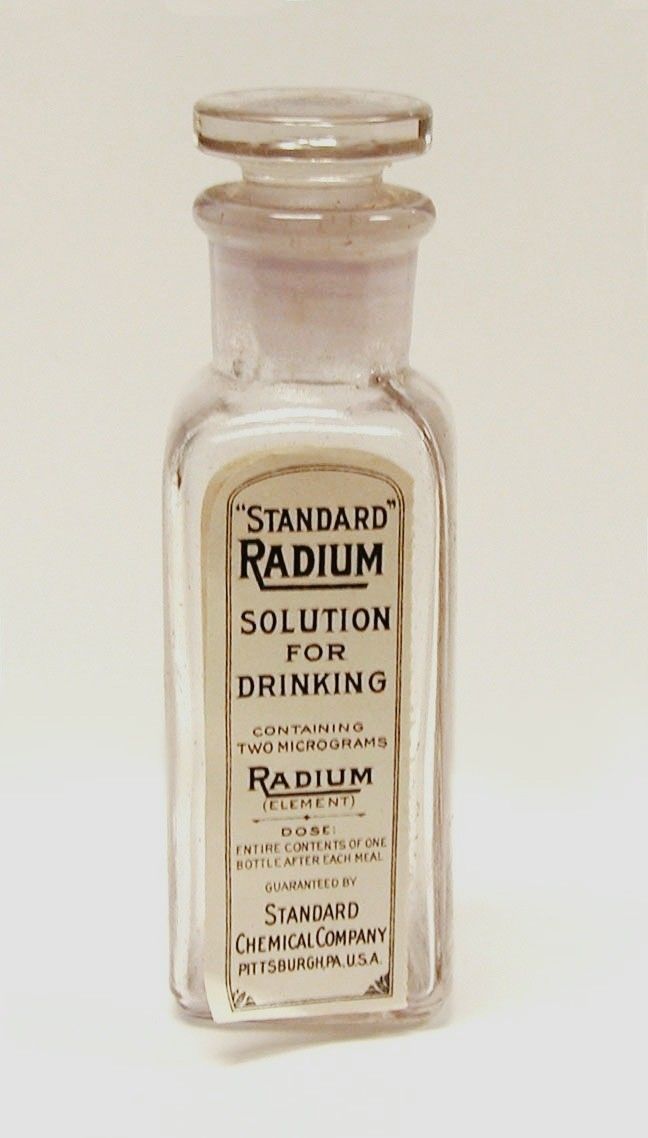 "STANDARD"
RADIUM
SOLUTION
FOR
DRINKING
CONTAINING
TWO MICROGRAMS
RADIUM
(ELEMENT)
DOSE:
ENTIRE CONTENTS OF ONE
BOTTLE AFTER EACH MEAL
GUARANTEED BY
STANDARD
CHEMICAL COMPANY
PITTSBURGH, PA. U.S.A.